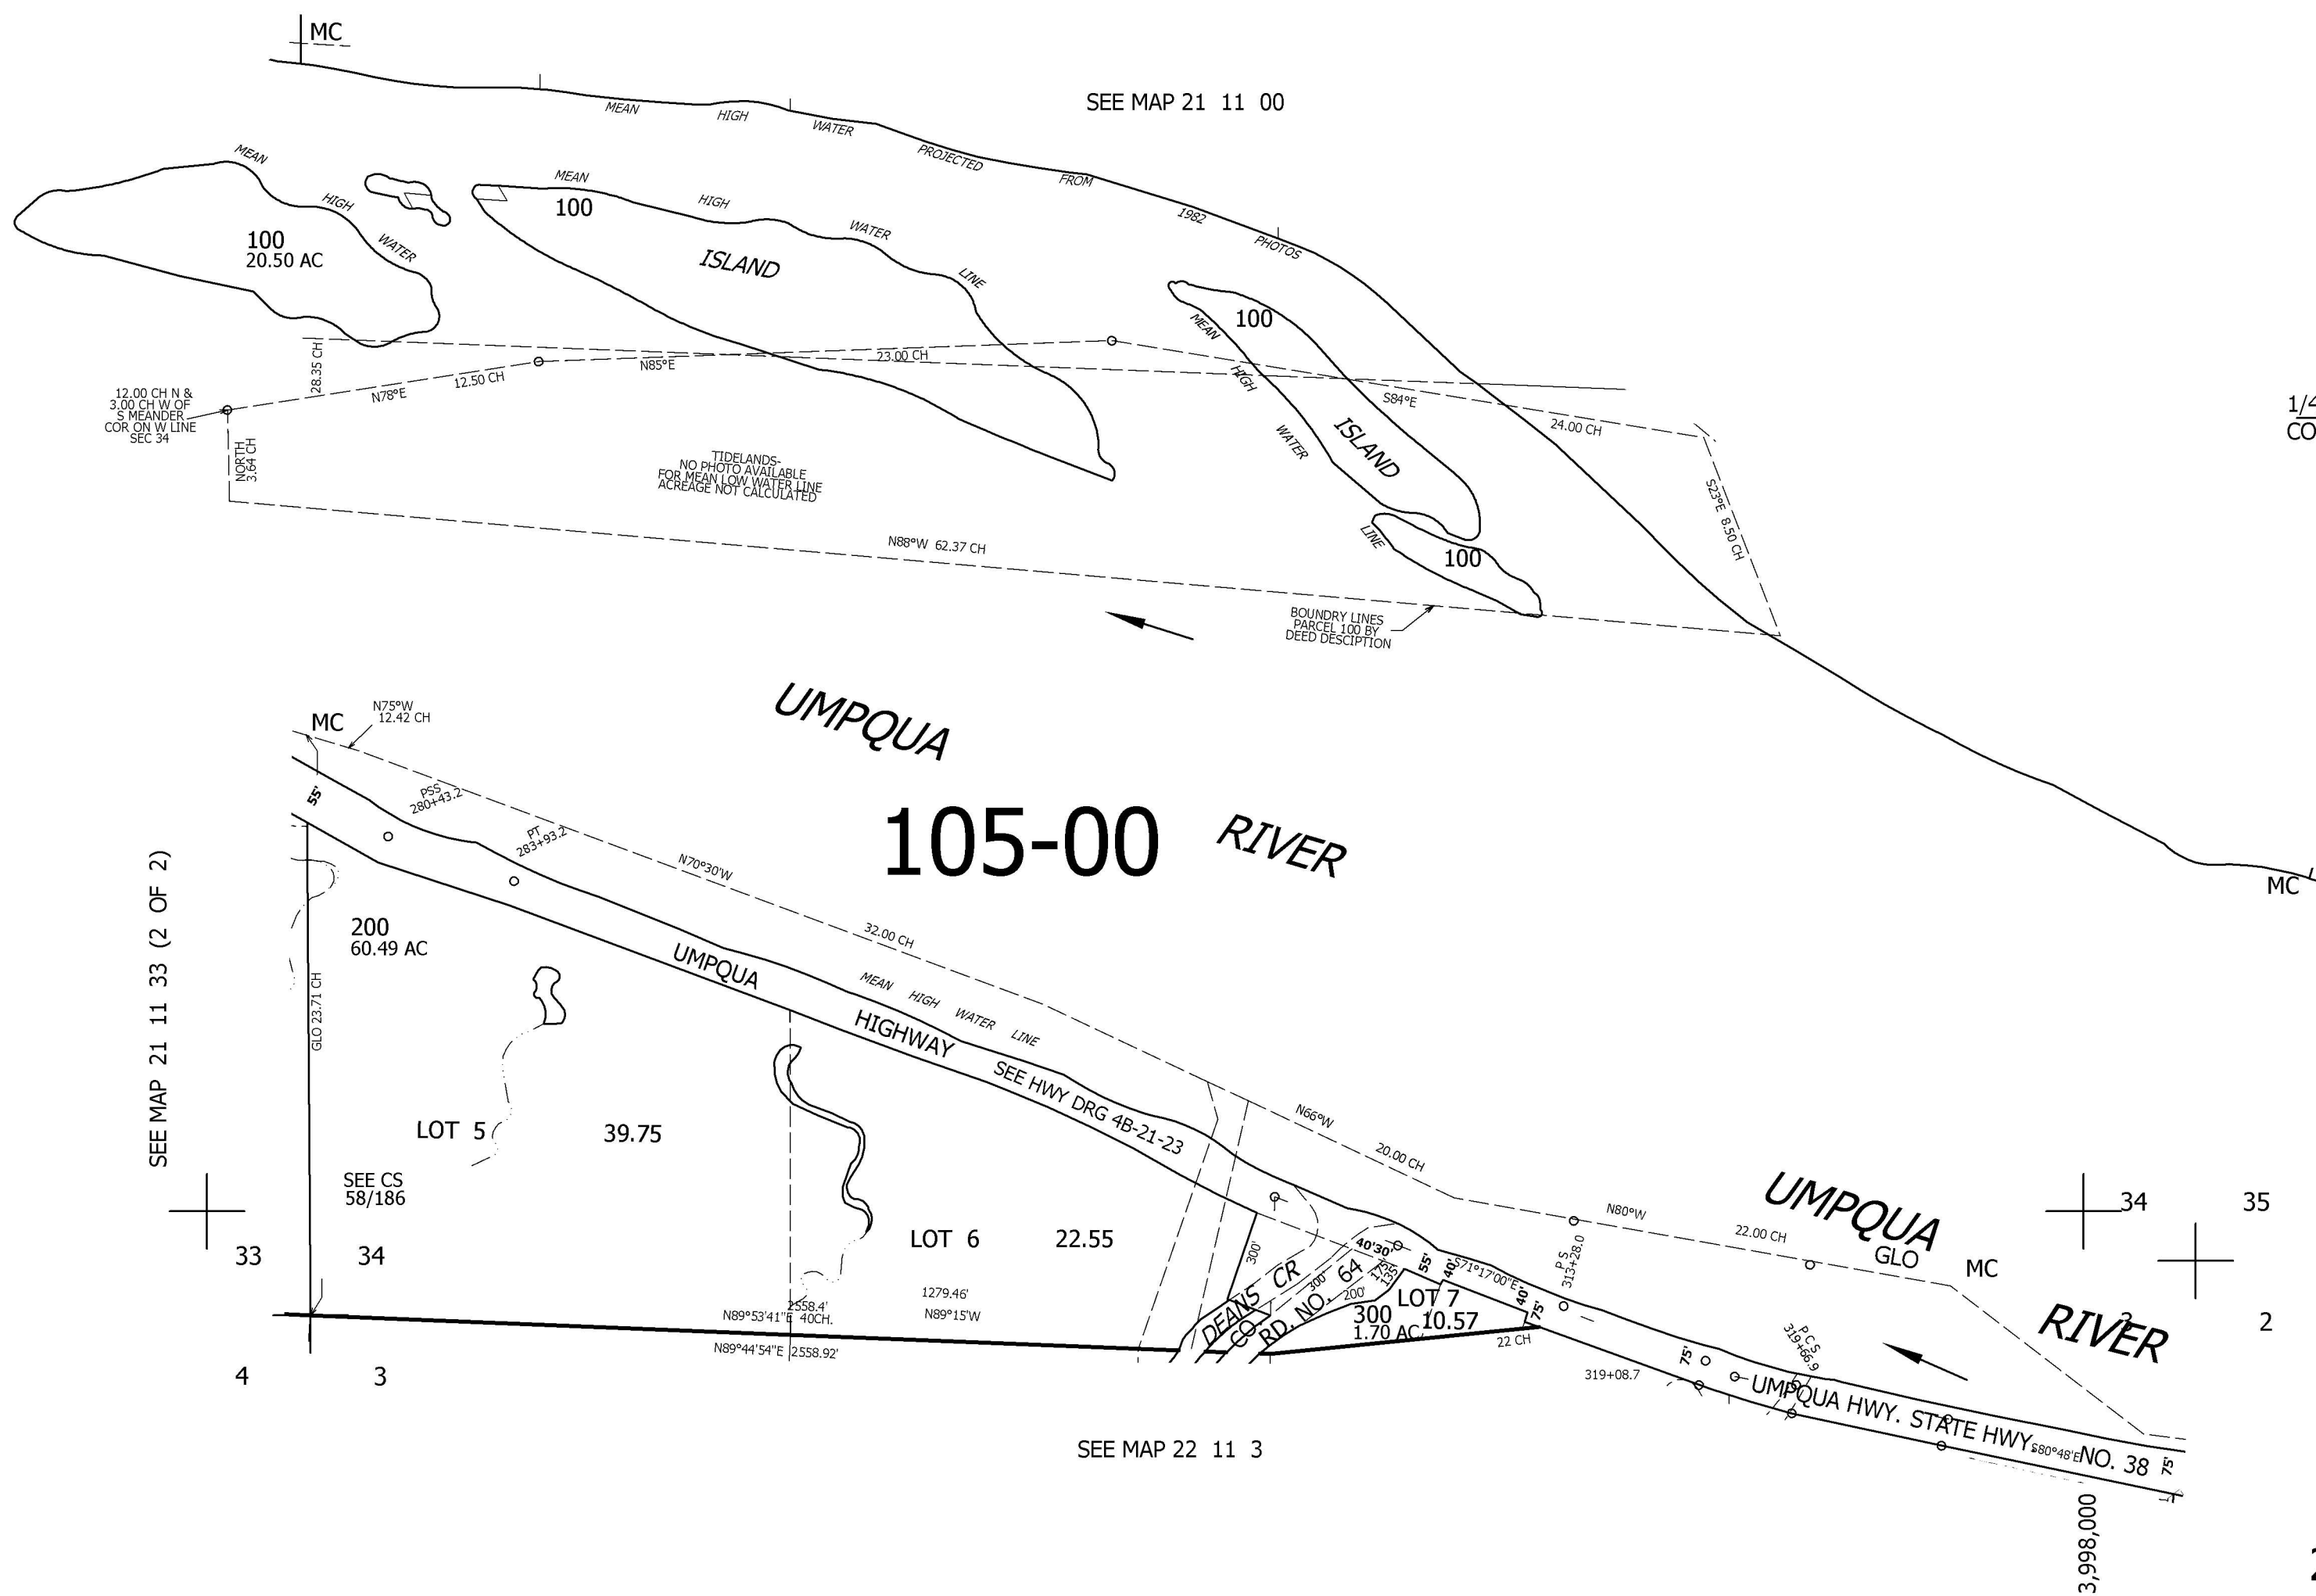 MC
SEE MAP 21 11 00
MEAN HIGH WATER PROJECTED FROM 1982 PHOTOS
MEAN HIGH WATER
100
20.50 AC
MEAN HIGH WATER LINE
100
ISLAND
100
MEAN HIGH WATER LINE
ISLAND
100
28.35 CH
N78°E
12.50 CH
N85°E
23.00 CH
S84°E
24.00 CH
S23°E 8.50 CH
1/4
CO
12.00 CH N &
3.00 CH W OF
S MEANDER
COR ON W LINE
SEC 34
NORTH
3.64 CH
TIDELANDS-
NO PHOTO AVAILABLE
FOR MEAN LOW WATER LINE
ACREAGE NOT CALCULATED
N88°W 62.37 CH
BOUNDRY LINES
PARCEL 100 BY
DEED DESCIPTION
UMPQUA
RIVER
105-00
MC
MC
N75°W
12.42 CH
55'
PSS
280+43.2
PT
283+93.2
N70°30'W
32.00 CH
SEE MAP 21 11 33 (2 OF 2)
200
60.49 AC
GLO 23.71 CH
UMPQUA
HIGHWAY
SEE HWY DRG 4B-21-23
MEAN HIGH WATER LINE
LOT 5
39.75
SEE CS
58/186
LOT 6
22.55
N66°W
20.00 CH
33
34
4
3
2558.4'
N89°53'41"E 40CH.
N89°44'54"E 2558.92'
1279.46'
N89°15'W
300'
DEANS CR
CO. RD. NO. 64
300'
200'
40'30'
175'
135'
55'
40'
S71°17'00"E
40'
75'
LOT 7
300
10.57
1.70 AC
22 CH
P S
313+28.0
N80°W
22.00 CH
UMPQUA
GLO
MC
RIVER
34
35
3
2
319+08.7
75'
P C S
319+66.9
UMPQUA HWY. STATE HWY. NO. 38
S80°48'E
75'
SEE MAP 22 11 3
3,998,000